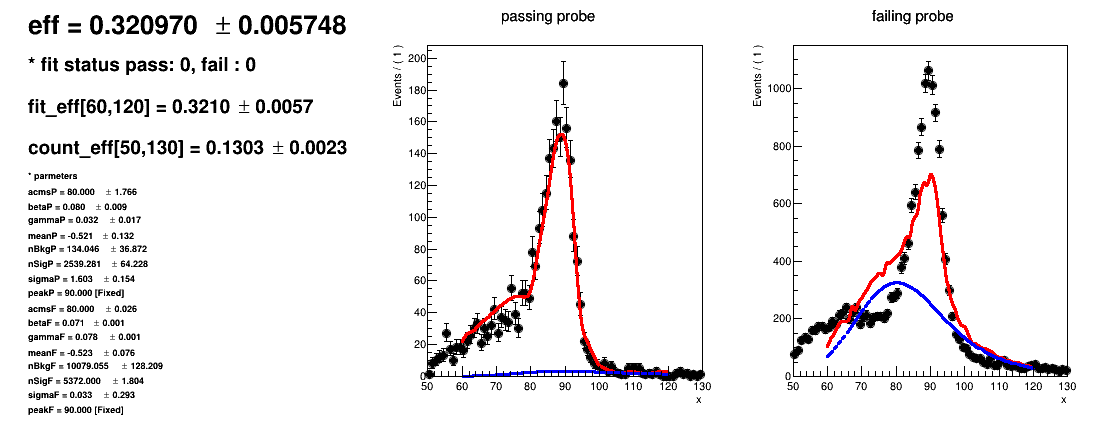 eff = 0.320970 ± 0.005748
* fit status pass: 0, fail : 0
fit_eff[60,120] = 0.3210 ± 0.0057
count_eff[50,130] = 0.1303 ± 0.0023
* parmeters
acmsP = 80.000 ± 1.766
betaP = 0.080 ± 0.009
gammaP = 0.032 ± 0.017
meanP = -0.521 ± 0.132
nBkgP = 134.046 ± 36.872
nSigP = 2539.281 ± 64.228
sigmaP = 1.603 ± 0.154
peakP = 90.000 [Fixed]
acmsF = 80.000 ± 0.026
betaF = 0.071 ± 0.001
gammaF = 0.078 ± 0.001
meanF = -0.523 ± 0.076
nBkgF = 10079.055 ± 128.209
nSigF = 5372.000 ± 1.804
sigmaF = 0.033 ± 0.293
peakF = 90.000 [Fixed]
passing probe
Events / ( 1 )
200
180
160
140
120
100
80
60
40
20
0
50 60 70 80 90 100 110 120 130
x
failing probe
Events / ( 1 )
1000
800
600
400
200
0
50 60 70 80 90 100 110 120 130
x